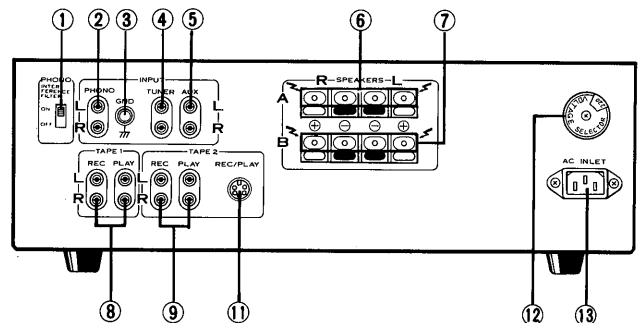 ① ② ③ ④ ⑤ ⑥ ⑦
PHONO
INTER
FERENCE
FILTER
ON
OFF
INPUT
PHONO GND TUNER AUX
L L
R R
R SPEAKERS L
A
⊕ ⊖ ⊖ ⊕
B
VOLTAGE
SELECTOR
TAPE 1 TAPE 2
REC PLAY REC PLAY REC/PLAY
L L
R R
AC INLET
⑧ ⑨ ⑪ ⑫ ⑬